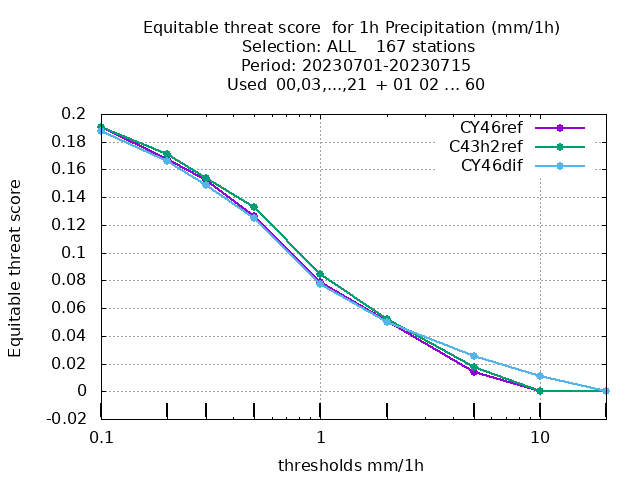 Equitable threat score  for 1h Precipitation (mm/1h)
Selection: ALL    167 stations
Period: 20230701-20230715
Used  00,03,...,21  + 01 02 ... 60
CY46ref
C43h2ref
CY46dif
Equitable threat score
0.2
0.18
0.16
0.14
0.12
0.1
0.08
0.06
0.04
0.02
0
-0.02
0.1
1
10
thresholds mm/1h